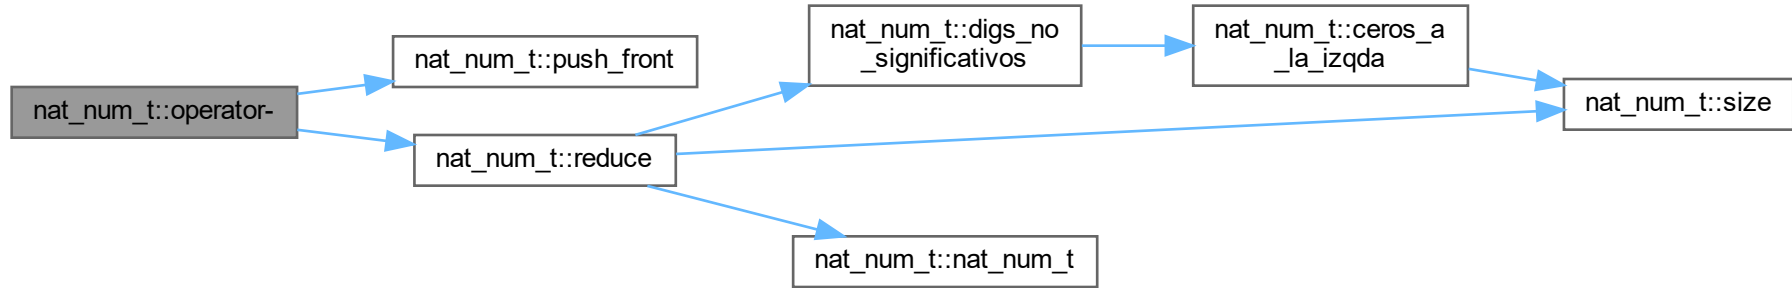 nat_num_t::operator-
nat_num_t::push_front
nat_num_t::reduce
nat_num_t::digs_no
_significativos
nat_num_t::ceros_a
_la_izqda
nat_num_t::size
nat_num_t::nat_num_t